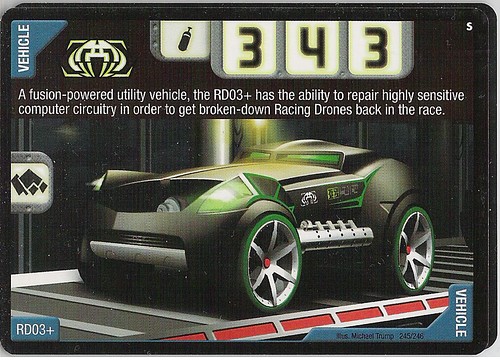 VEHICLE
3 4 3
S
A fusion-powered utility vehicle, the RD03+ has the ability to repair highly sensitive
computer circuitry in order to get broken-down Racing Drones back in the race.
RD03+
Illus. Michael Trump 245/246
VEHICLE